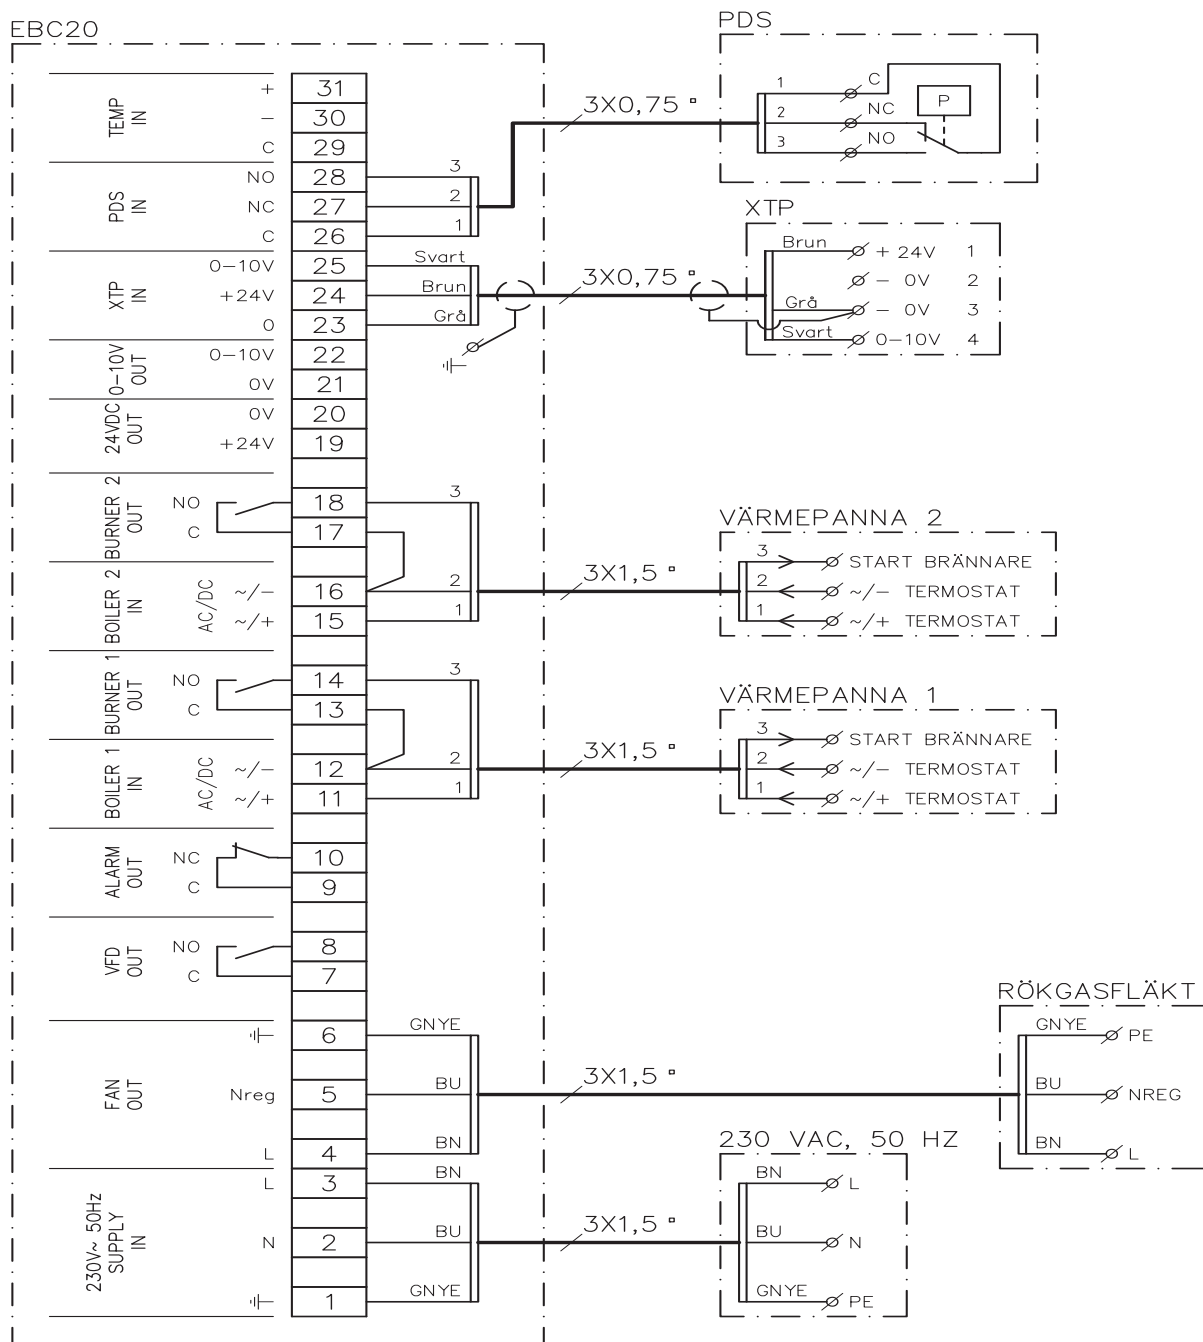 EBC20
PDS
TEMP IN
+ 31
- 30
C 29
PDS IN
NO 28 3
NC 27 2
C 26 1
3X0,75 ▫
1 C
2 NC
3 NO
P
XTP IN
0-10V 25 Svart
+24V 24 Brun
0 23 Grå
3X0,75 ▫
XTP
Brun + 24V 1
- 0V 2
Grå - 0V 3
Svart 0-10V 4
0-10V OUT
0-10V 22
0V 21
24VDC OUT
0V 20
+24V 19
BURNER 2 OUT
NO 18 3
C 17
BOILER 2 IN
AC/DC
~/- 16 2
~/+ 15 1
3X1,5 ▫
VÄRMEPANNA 2
3 START BRÄNNARE
2 ~/- TERMOSTAT
1 ~/+ TERMOSTAT
BURNER 1 OUT
NO 14 3
C 13
BOILER 1 IN
AC/DC
~/- 12 2
~/+ 11 1
3X1,5 ▫
VÄRMEPANNA 1
3 START BRÄNNARE
2 ~/- TERMOSTAT
1 ~/+ TERMOSTAT
ALARM OUT
NC 10
C 9
VFD OUT
NO 8
C 7
FAN OUT
6 GNYE
Nreg 5 BU
L 4 BN
3X1,5 ▫
RÖKGASFLÄKT
GNYE PE
BU NREG
BN L
230V~ 50Hz SUPPLY IN
L 3 BN
N 2 BU
1 GNYE
3X1,5 ▫
230 VAC, 50 HZ
BN L
BU N
GNYE PE